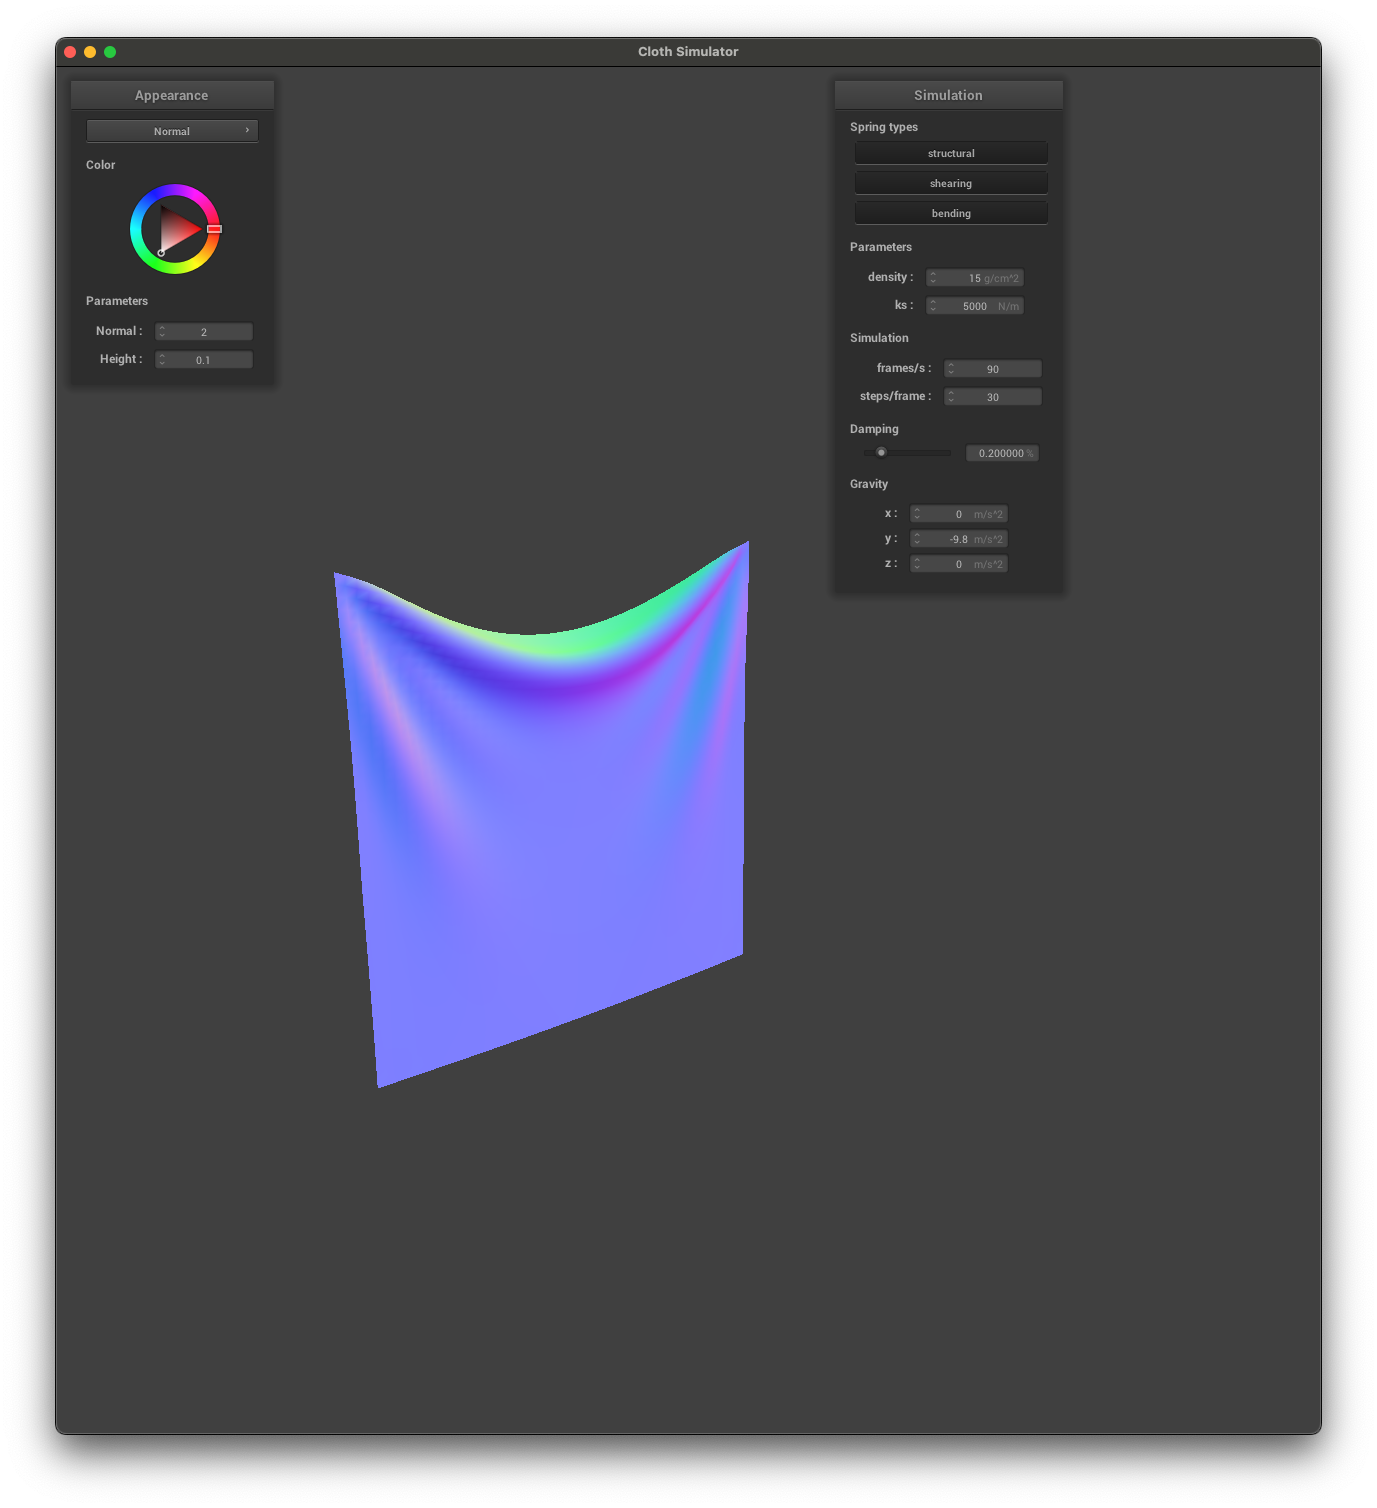 Cloth Simulator
Appearance
Normal
Color
Parameters
Normal : 2
Height : 0.1
Simulation
Spring types
structural
shearing
bending
Parameters
density : 15 g/cm^2
ks : 5000 N/m
Simulation
frames/s : 90
steps/frame : 30
Damping
0.200000 %
Gravity
x : 0 m/s^2
y : -9.8 m/s^2
z : 0 m/s^2